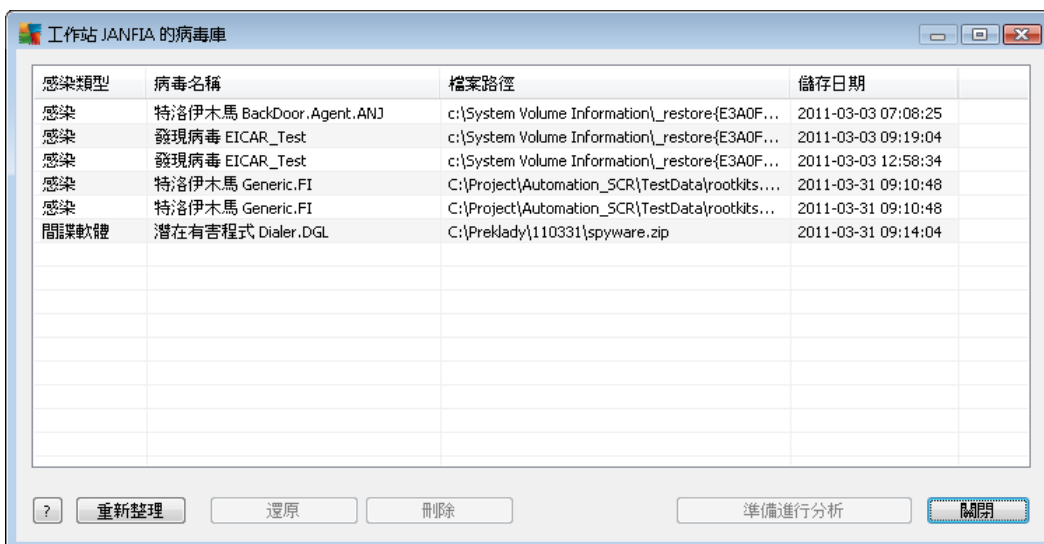 工作站 JANFIA 的病毒庫
感染類型 病毒名稱 檔案路徑 儲存日期
感染 特洛伊木馬 BackDoor.Agent.ANJ c:\System Volume Information\_restore{E3A0F... 2011-03-03 07:08:25
感染 發現病毒 EICAR_Test c:\System Volume Information\_restore{E3A0F... 2011-03-03 09:19:04
感染 發現病毒 EICAR_Test c:\System Volume Information\_restore{E3A0F... 2011-03-03 12:58:34
感染 特洛伊木馬 Generic.FI C:\Project\Automation_SCR\TestData\rootkits.... 2011-03-31 09:10:48
感染 特洛伊木馬 Generic.FI C:\Project\Automation_SCR\TestData\rootkits... 2011-03-31 09:10:48
間諜軟體 潛在有害程式 Dialer.DGL C:\Preklady\110331\spyware.zip 2011-03-31 09:14:04
? 重新整理 還原 刪除 準備進行分析 關閉